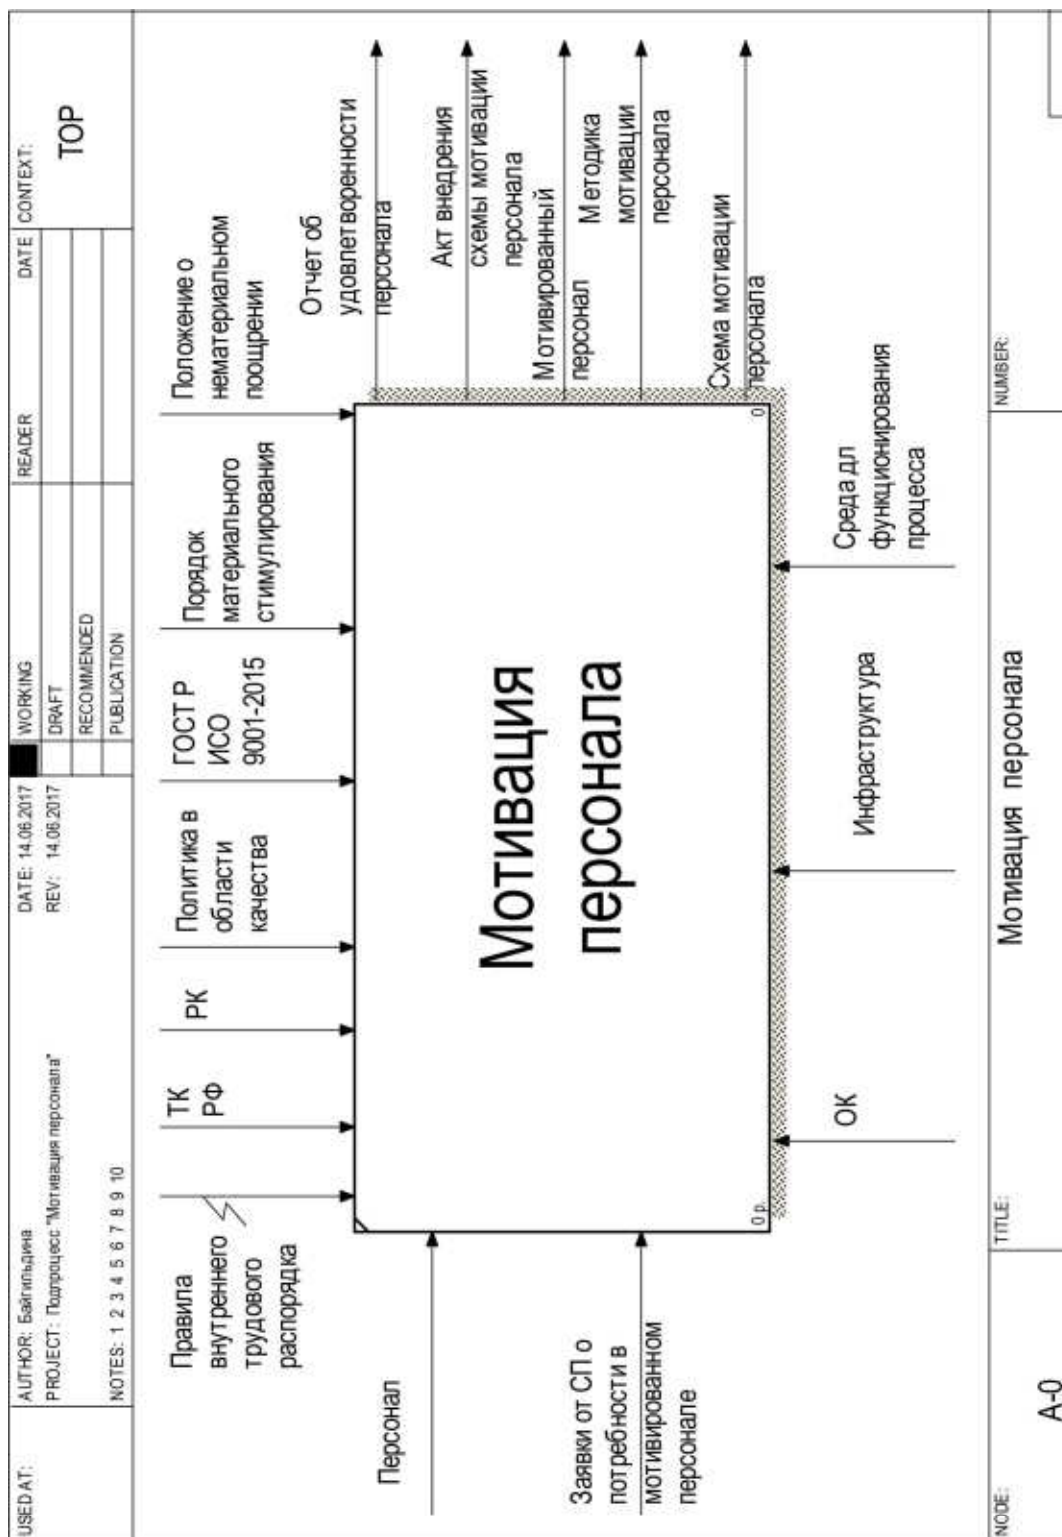 USED AT:
AUTHOR: Байгильдина
PROJECT: Подпроцесс "Мотивация персонала"
NOTES: 1 2 3 4 5 6 7 8 9 10
DATE: 14.06.2017
REV: 14.06.2017
WORKING
DRAFT
RECOMMENDED
PUBLICATION
READER
DATE
CONTEXT:
TOP
Правила
внутреннего
трудового
распорядка
ТК
РФ
РК
Политика в
области
качества
ГОСТ Р
ИСО
9001-2015
Порядок
материального
стимулирования
Положение о
нематериальном
поощрении
Персонал
Заявки от СП о
потребности в
мотивированном
персонале
Мотивация
персонала
0 р.
0
Отчет об
удовлетворенности
персонала
Акт внедрения
схемы мотивации
персонала
Мотивированный
персонал
Методика
мотивации
персонала
Схема мотивации
персонала
ОК
Инфраструктура
Среда дл
функционирования
процесса
NODE:
A-0
TITLE:
Мотивация персонала
NUMBER: